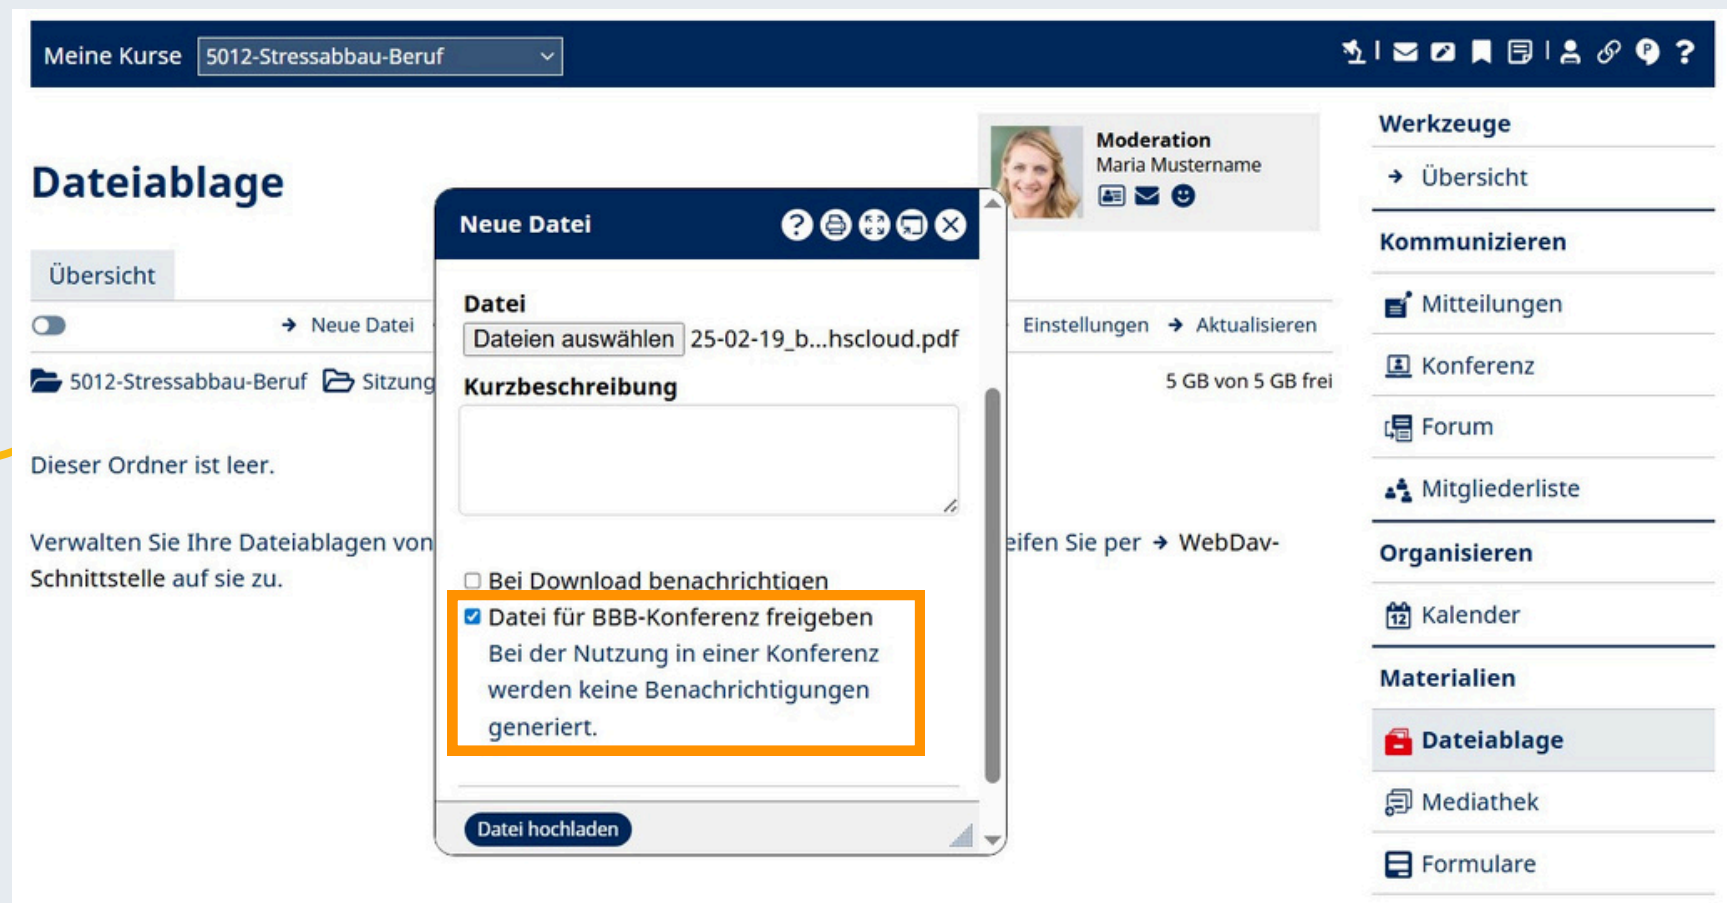 Meine Kurse 5012-Stressabbau-Beruf
Dateiablage
Moderation
Maria Mustername
Übersicht
Neue Datei
Einstellungen Aktualisieren
5012-Stressabbau-Beruf Sitzung
5 GB von 5 GB frei
Dieser Ordner ist leer.
Verwalten Sie Ihre Dateiablagen von
eifen Sie per WebDav-
Schnittstelle auf sie zu.
Neue Datei
Datei
Dateien auswählen 25-02-19_b...hscloud.pdf
Kurzbeschreibung
Bei Download benachrichtigen
Datei für BBB-Konferenz freigeben
Bei der Nutzung in einer Konferenz
werden keine Benachrichtigungen
generiert.
Datei hochladen
Werkzeuge
Übersicht
Kommunizieren
Mitteilungen
Konferenz
Forum
Mitgliederliste
Organisieren
12 Kalender
Materialien
Dateiablage
Mediathek
Formulare